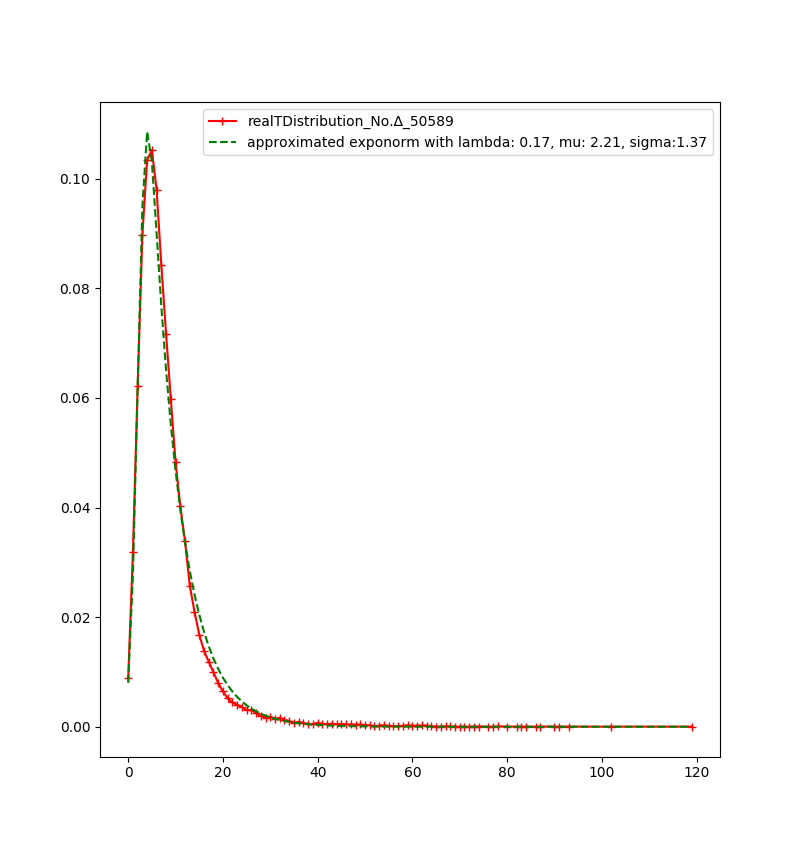 realTDistribution_No.Δ_50589
approximated exponorm with lambda: 0.17, mu: 2.21, sigma:1.37
0.10
0.08
0.06
0.04
0.02
0.00
0 20 40 60 80 100 120